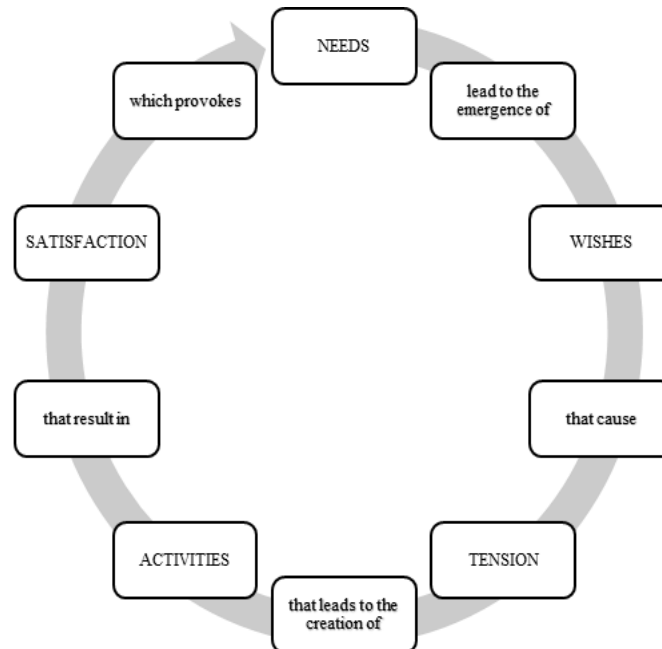 NEEDS
lead to the
emergence of
WISHES
that cause
TENSION
that leads to the
creation of
ACTIVITIES
that result in
SATISFACTION
which provokes